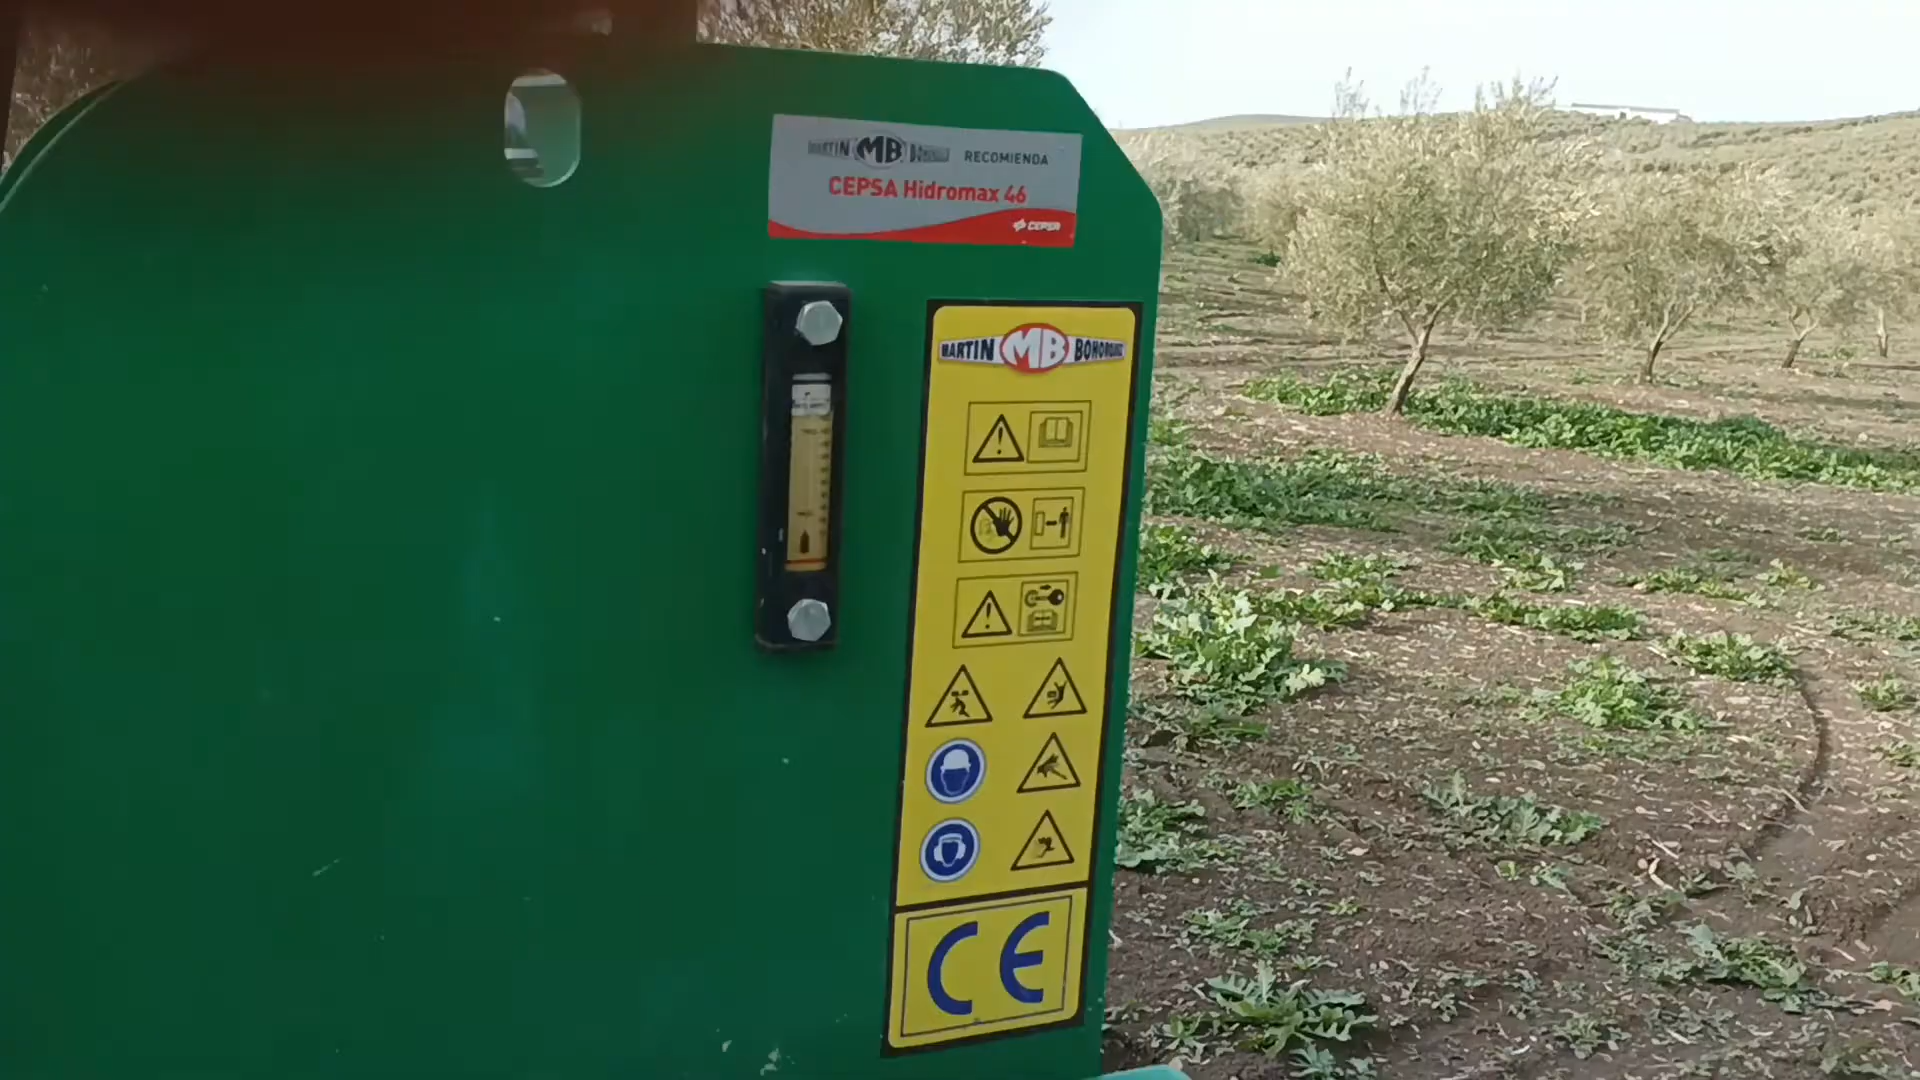 MARTIN MB BOHORQUEZ RECOMIENDA
CEPSA Hidromax 46
CEPSA
MARTIN MB BOHORQUEZ
CE